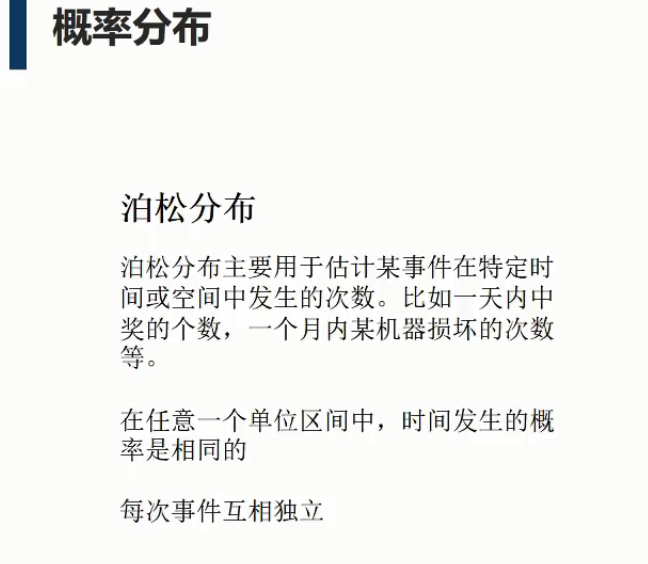 概率分布
泊松分布
泊松分布主要用于估计某事件在特定时
间或空间中发生的次数。比如一天内中
奖的个数，一个月内某机器损坏的次数
等。
在任意一个单位区间中，时间发生的概
率是相同的
每次事件互相独立